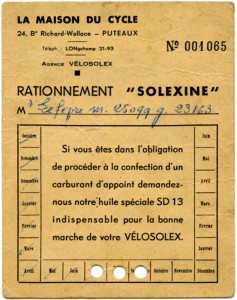 LA MAISON DU CYCLE
24, Bᵈ Richard-Wallace - PUTEAUX
Téléph. : LONgchamp 21-93
AGENCE VÉLOSOLEX
Nº 001065
RATIONNEMENT "SOLEXINE"
M
Octobre
Novembre
Décembre
Janvier
Février
Mars
Juin
Mai
Avril
Mars
Février
Janvier
Si vous êtes dans l'obligation
de procéder à la confection d'un
carburant d'appoint demandez-
nous notre huile spéciale SD 13
indispensable pour la bonne
marche de votre VÉLOSOLEX.
Avril Mai Juin Octobre Novembre Décembre